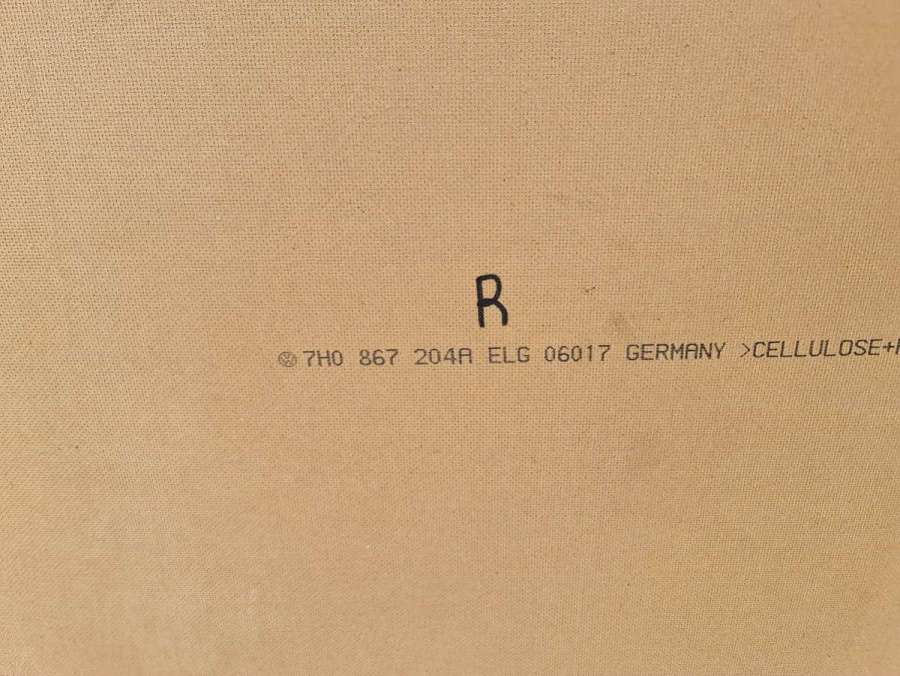 R
7H0 867 204A ELG 06017 GERMANY >CELLULOSE+